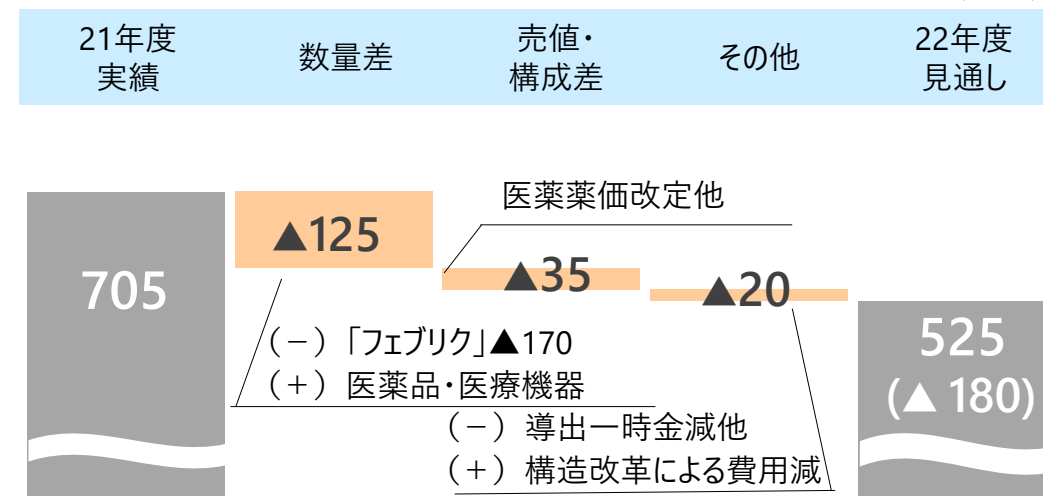 21年度
実績
数量差
売値・
構成差
その他
22年度
見通し
医薬薬価改定他
705
▲125
▲35
▲20
525
(▲ 180)
（－）「フェブリク」▲170
（＋）医薬品・医療機器
（－）導出一時金減他
（＋）構造改革による費用減